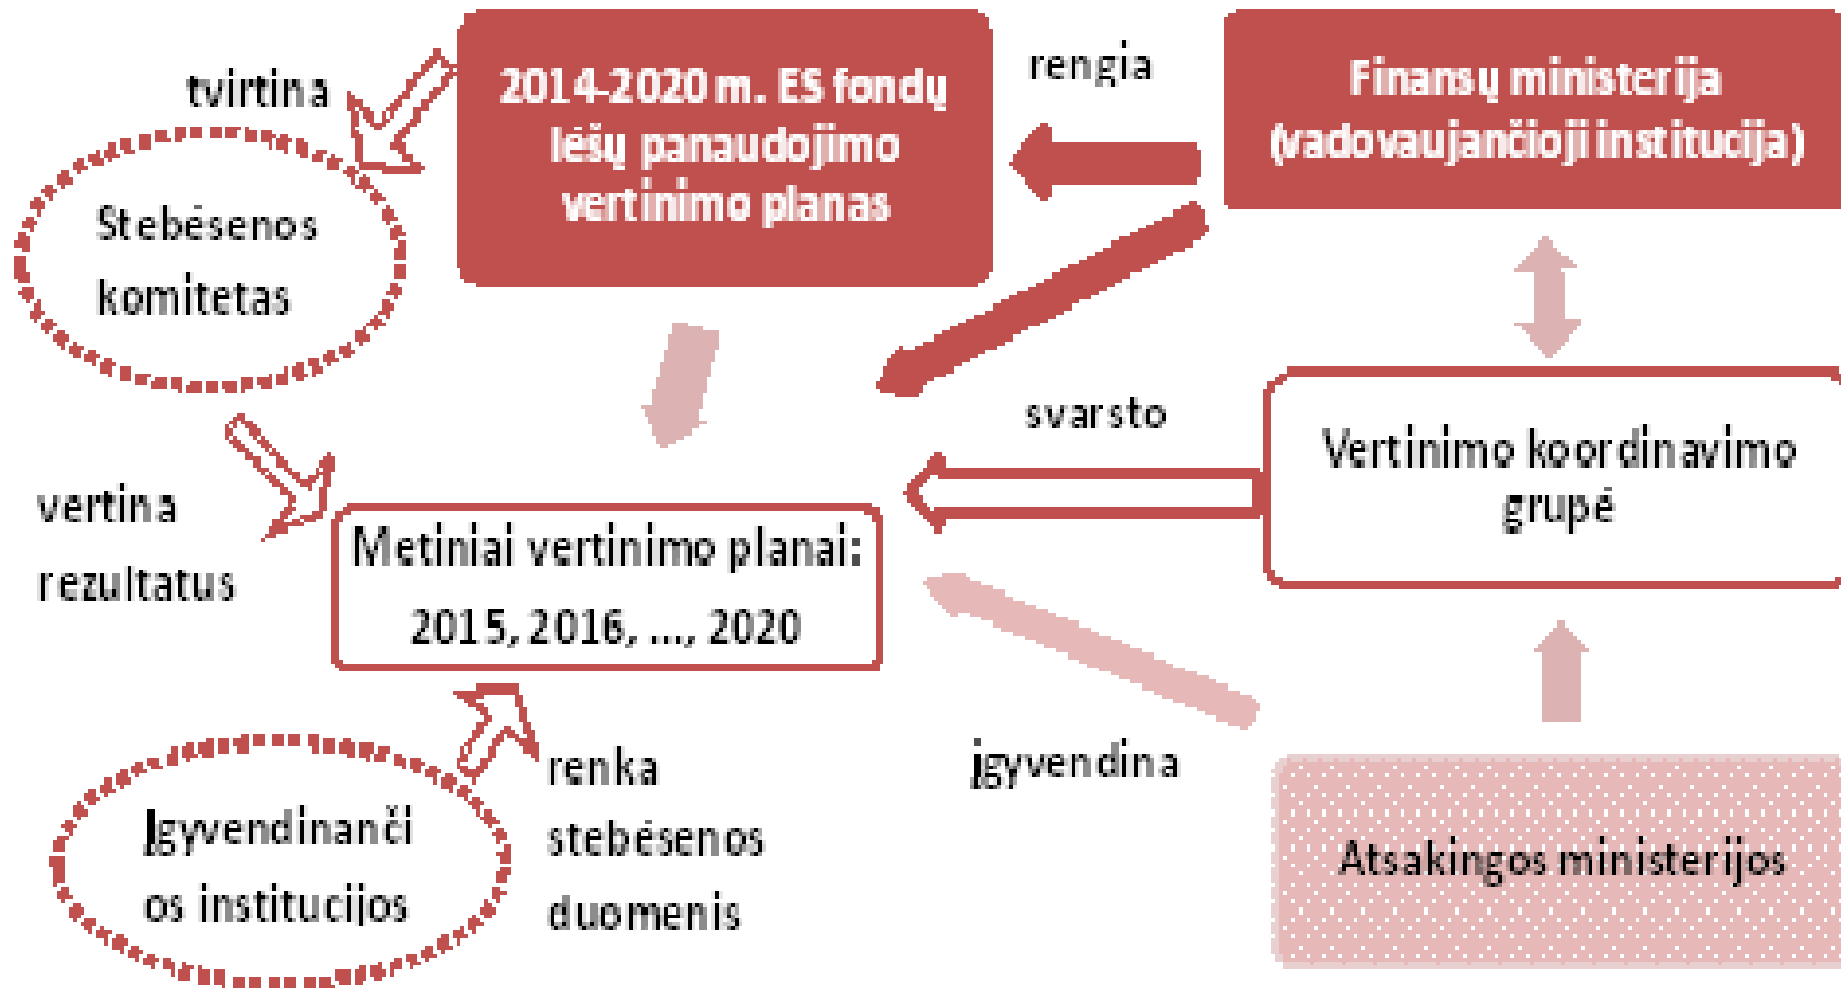 tvirtina
2014-2020 m. ES fondų
lėšų panaudojimo
vertinimo planas
rengia
Finansų ministerija
(vadovaujančioji institucija)
Stebėsenos
komitetas
svarsto
Vertinimo koordinavimo
grupė
vertina
rezultatus
Metiniai vertinimo planai:
2015, 2016, ..., 2020
Įgyvendinanči
os institucijos
renka
stebėsenos
duomenis
įgyvendina
Atsakingos ministerijos